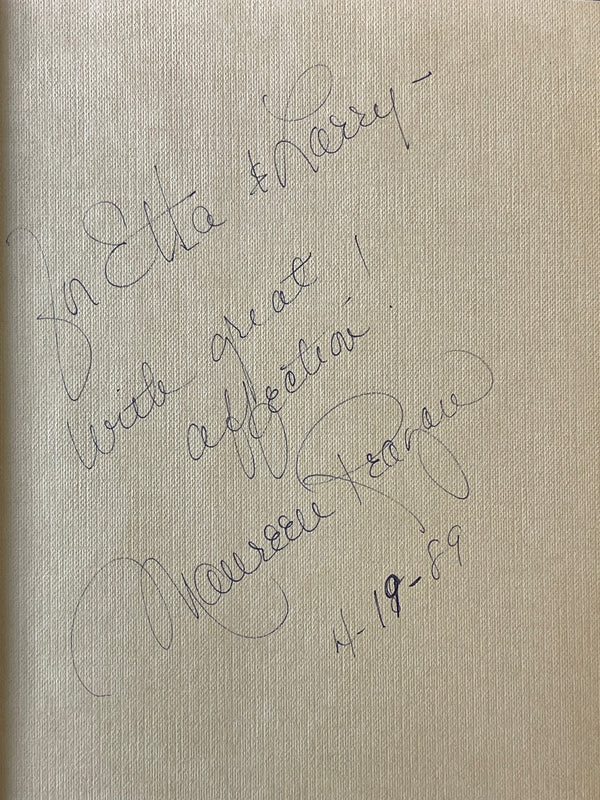 For Etta & Larry-
With great
affection!
Maureen Reagan
4-19-89